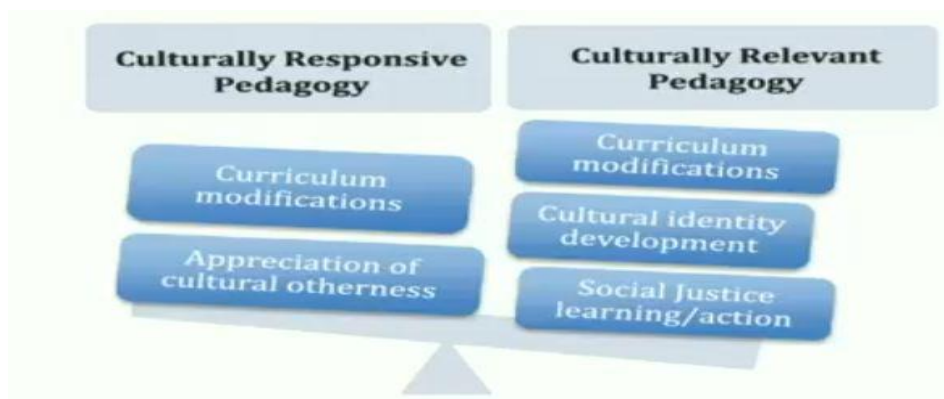 Culturally Responsive
Pedagogy
Culturally Relevant
Pedagogy
Curriculum
modifications
Appreciation of
cultural otherness
Curriculum
modifications
Cultural identity
development
Social Justice
learning/action